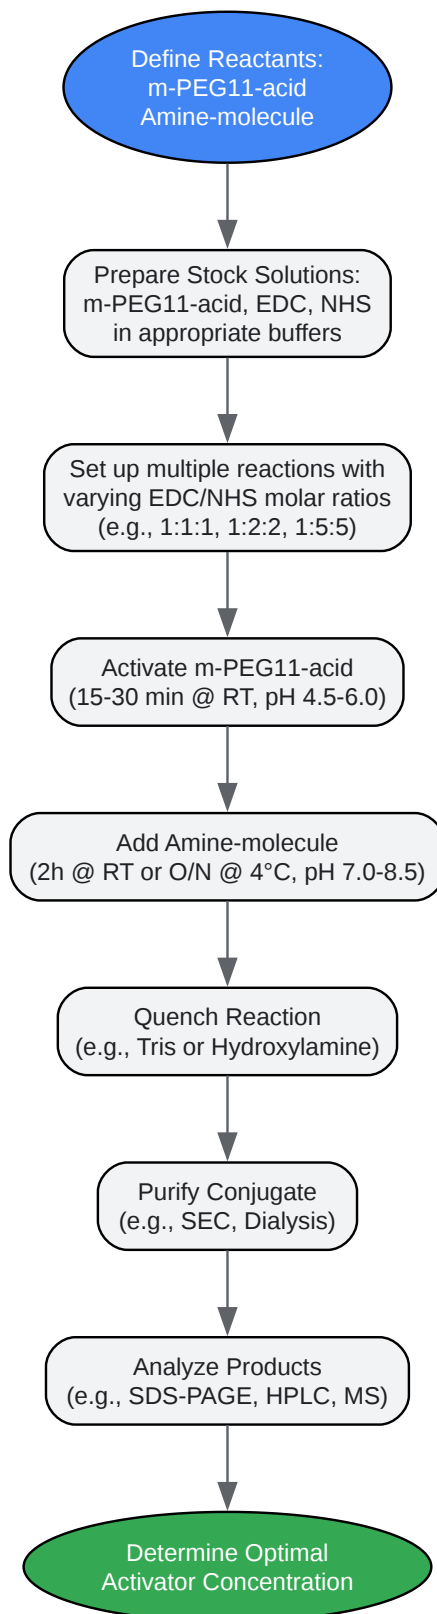 Define Reactants:
m-PEG11-acid
Amine-molecule
Prepare Stock Solutions:
m-PEG11-acid, EDC, NHS
in appropriate buffers
Set up multiple reactions with
varying EDC/NHS molar ratios
(e.g., 1:1:1, 1:2:2, 1:5:5)
Activate m-PEG11-acid
(15-30 min @ RT, pH 4.5-6.0)
Add Amine-molecule
(2h @ RT or O/N @ 4°C, pH 7.0-8.5)
Quench Reaction
(e.g., Tris or Hydroxylamine)
Purify Conjugate
(e.g., SEC, Dialysis)
Analyze Products
(e.g., SDS-PAGE, HPLC, MS)
Determine Optimal
Activator Concentration